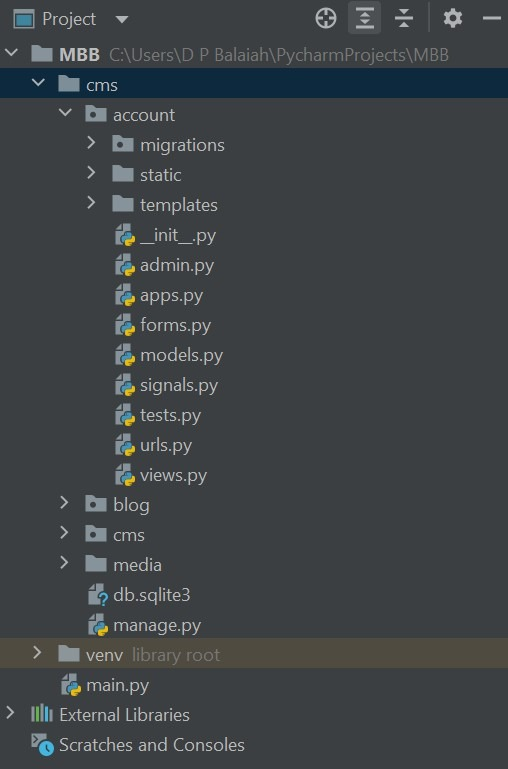 Project
MBB C:\Users\D P Balaiah\PycharmProjects\MBB
cms
account
migrations
static
templates
__init__.py
admin.py
apps.py
forms.py
models.py
signals.py
tests.py
urls.py
views.py
blog
cms
media
db.sqlite3
manage.py
venv library root
main.py
External Libraries
Scratches and Consoles